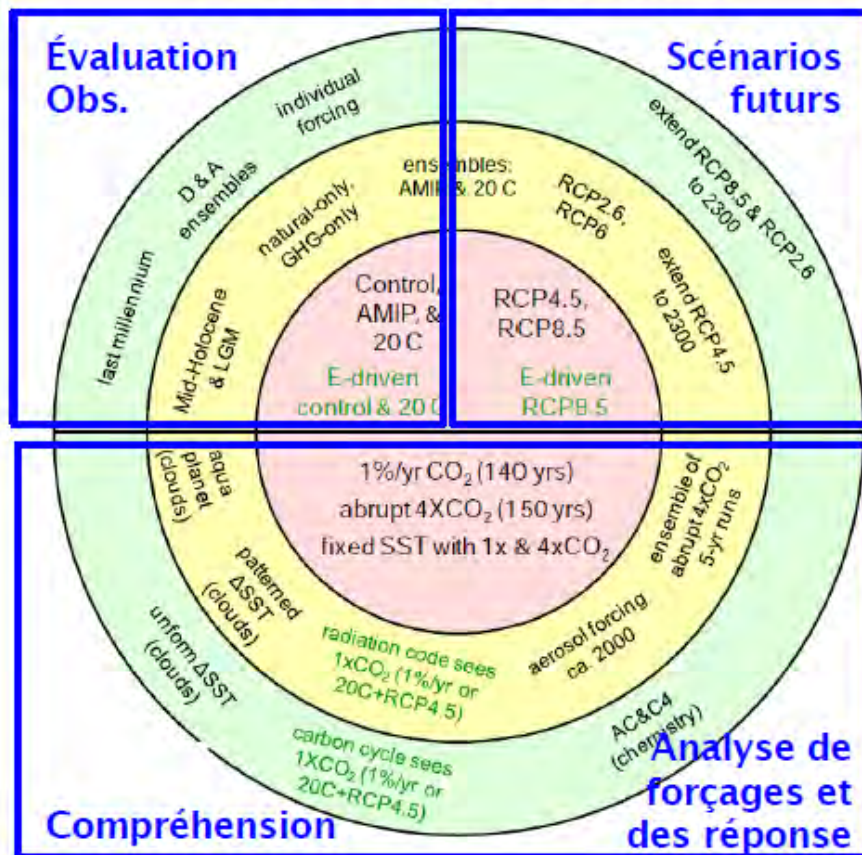 Évaluation
Obs.
Scénarios
futurs
individual
forcing
D & A
ensembles
last millennium
extend RCP8.5 & RCP2.6
to 2300
ensembles:
AMIP & 20 C
natural-only,
GHG-only
Mid-Holocene
& LGM
RCP2.6,
RCP6
extend RCP4.5
to 2300
Control,
AMIP, &
20 C
E-driven
control & 20 C
RCP4.5,
RCP8.5
E-driven
RCP8.5
1%/yr CO₂ (140 yrs)
abrupt 4XCO₂ (150 yrs)
fixed SST with 1x & 4xCO₂
aqua
planet
(clouds)
patterned
ΔSST
(clouds)
uniform ΔSST
(clouds)
radiation code sees
1xCO₂ (1%/yr or
20C+RCP4.5)
carbon cycle sees
1XCO₂ (1%/yr or
20C+RCP4.5)
ensemble of
abrupt 4xCO₂
5-yr runs
aerosol forcing
ca. 2000
AC&C4
(chemistry)
Compréhension
Analyse de
forçages et
des réponse